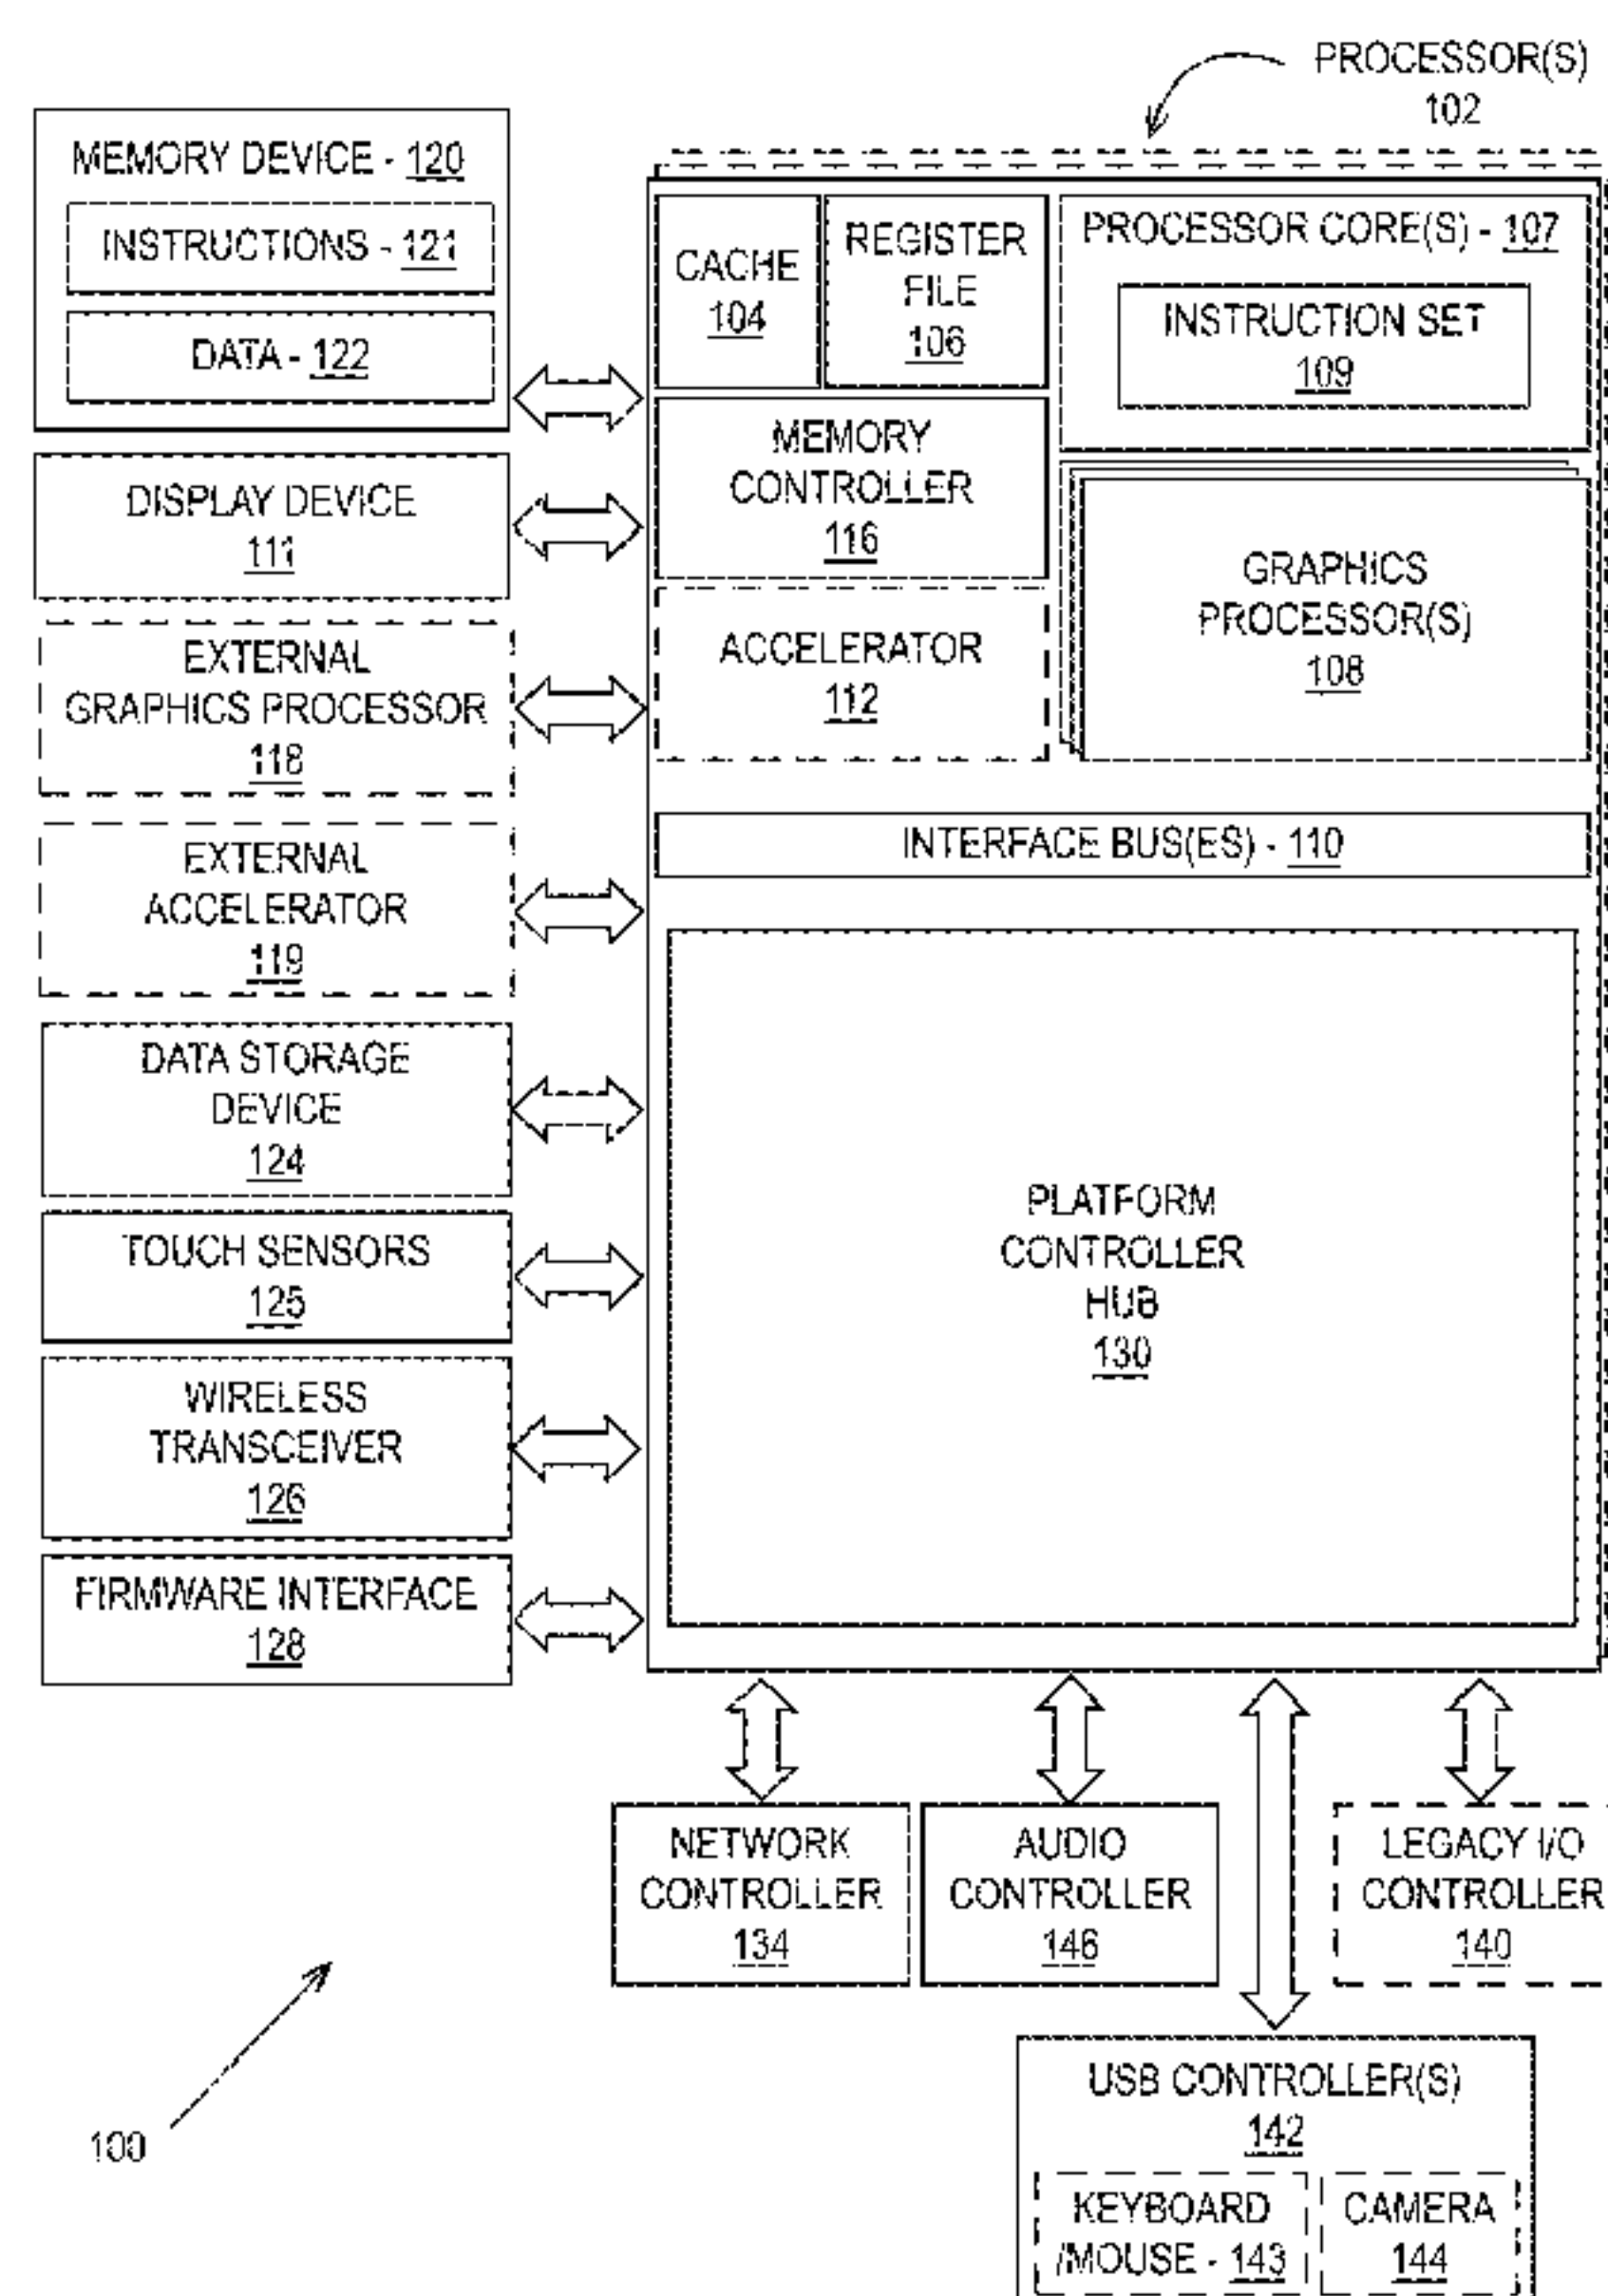 PROCESSOR(S)
102
MEMORY DEVICE - 120
INSTRUCTIONS - 121
DATA - 122
DISPLAY DEVICE
111
EXTERNAL
GRAPHICS PROCESSOR
118
EXTERNAL
ACCELERATOR
119
DATA STORAGE
DEVICE
124
TOUCH SENSORS
125
WIRELESS
TRANSCEIVER
126
FIRMWARE INTERFACE
128
CACHE
104
REGISTER
FILE
106
PROCESSOR CORE(S) - 107
INSTRUCTION SET
109
MEMORY
CONTROLLER
116
ACCELERATOR
112
GRAPHICS
PROCESSOR(S)
108
INTERFACE BUS(ES) - 110
PLATFORM
CONTROLLER
HUB
130
NETWORK
CONTROLLER
134
AUDIO
CONTROLLER
146
LEGACY I/O
CONTROLLER
140
USB CONTROLLER(S)
142
KEYBOARD
/MOUSE - 143
CAMERA
144
100